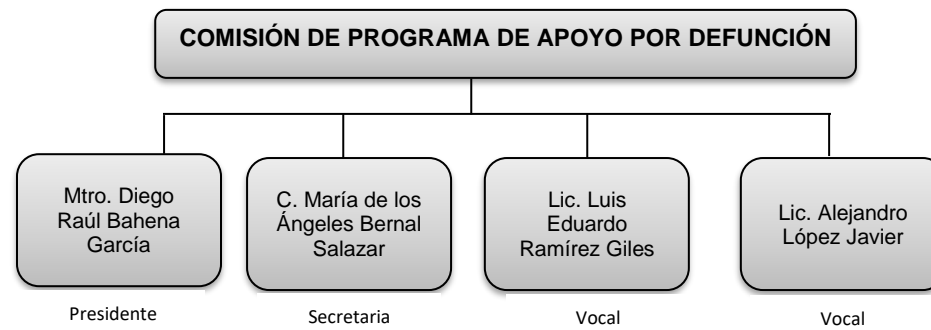 COMISIÓN DE PROGRAMA DE APOYO POR DEFUNCIÓN
Mtro. Diego
Raúl Bahena
García
Presidente
C. María de los
Ángeles Bernal
Salazar
Secretaria
Lic. Luis
Eduardo
Ramírez Giles
Vocal
Lic. Alejandro
López Javier
Vocal